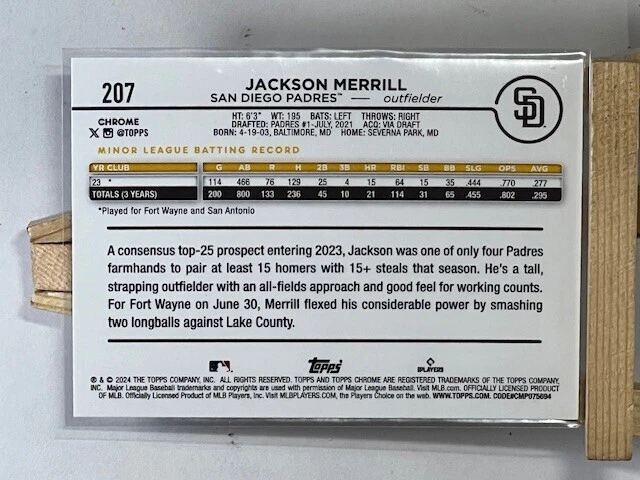 207
JACKSON MERRILL
SAN DIEGO PADRES™ — outfielder
SD
CHROME
X @TOPPS
HT: 6'3" WT: 195 BATS: LEFT THROWS: RIGHT
DRAFTED: PADRES #1-JULY, 2021 ACQ: VIA DRAFT
BORN: 4-19-03, BALTIMORE, MD HOME: SEVERNA PARK, MD
MINOR LEAGUE BATTING RECORD
YR CLUB G AB R H 2B 3B HR RBI SB BB SLG OPS AVG
23 * 114 466 76 129 25 4 15 64 15 35 .444 .770 .277
TOTALS (3 YEARS) 200 800 133 236 45 10 21 114 31 65 .455 .802 .295
*Played for Fort Wayne and San Antonio
A consensus top-25 prospect entering 2023, Jackson was one of only four Padres
farmhands to pair at least 15 homers with 15+ steals that season. He's a tall,
strapping outfielder with an all-fields approach and good feel for working counts.
For Fort Wayne on June 30, Merrill flexed his considerable power by smashing
two longballs against Lake County.
Topps
PLAYERS
® & © 2024 THE TOPPS COMPANY, INC. ALL RIGHTS RESERVED. TOPPS AND TOPPS CHROME ARE REGISTERED TRADEMARKS OF THE TOPPS COMPANY,
INC. Major League Baseball trademarks and copyrights are used with permission of Major League Baseball. Visit MLB.com. OFFICIALLY LICENSED PRODUCT
OF MLB. Officially Licensed Product of MLB Players, Inc. Visit MLBPLAYERS.COM, the Players Choice on the web. WWW.TOPPS.COM. CODE#CMP075694